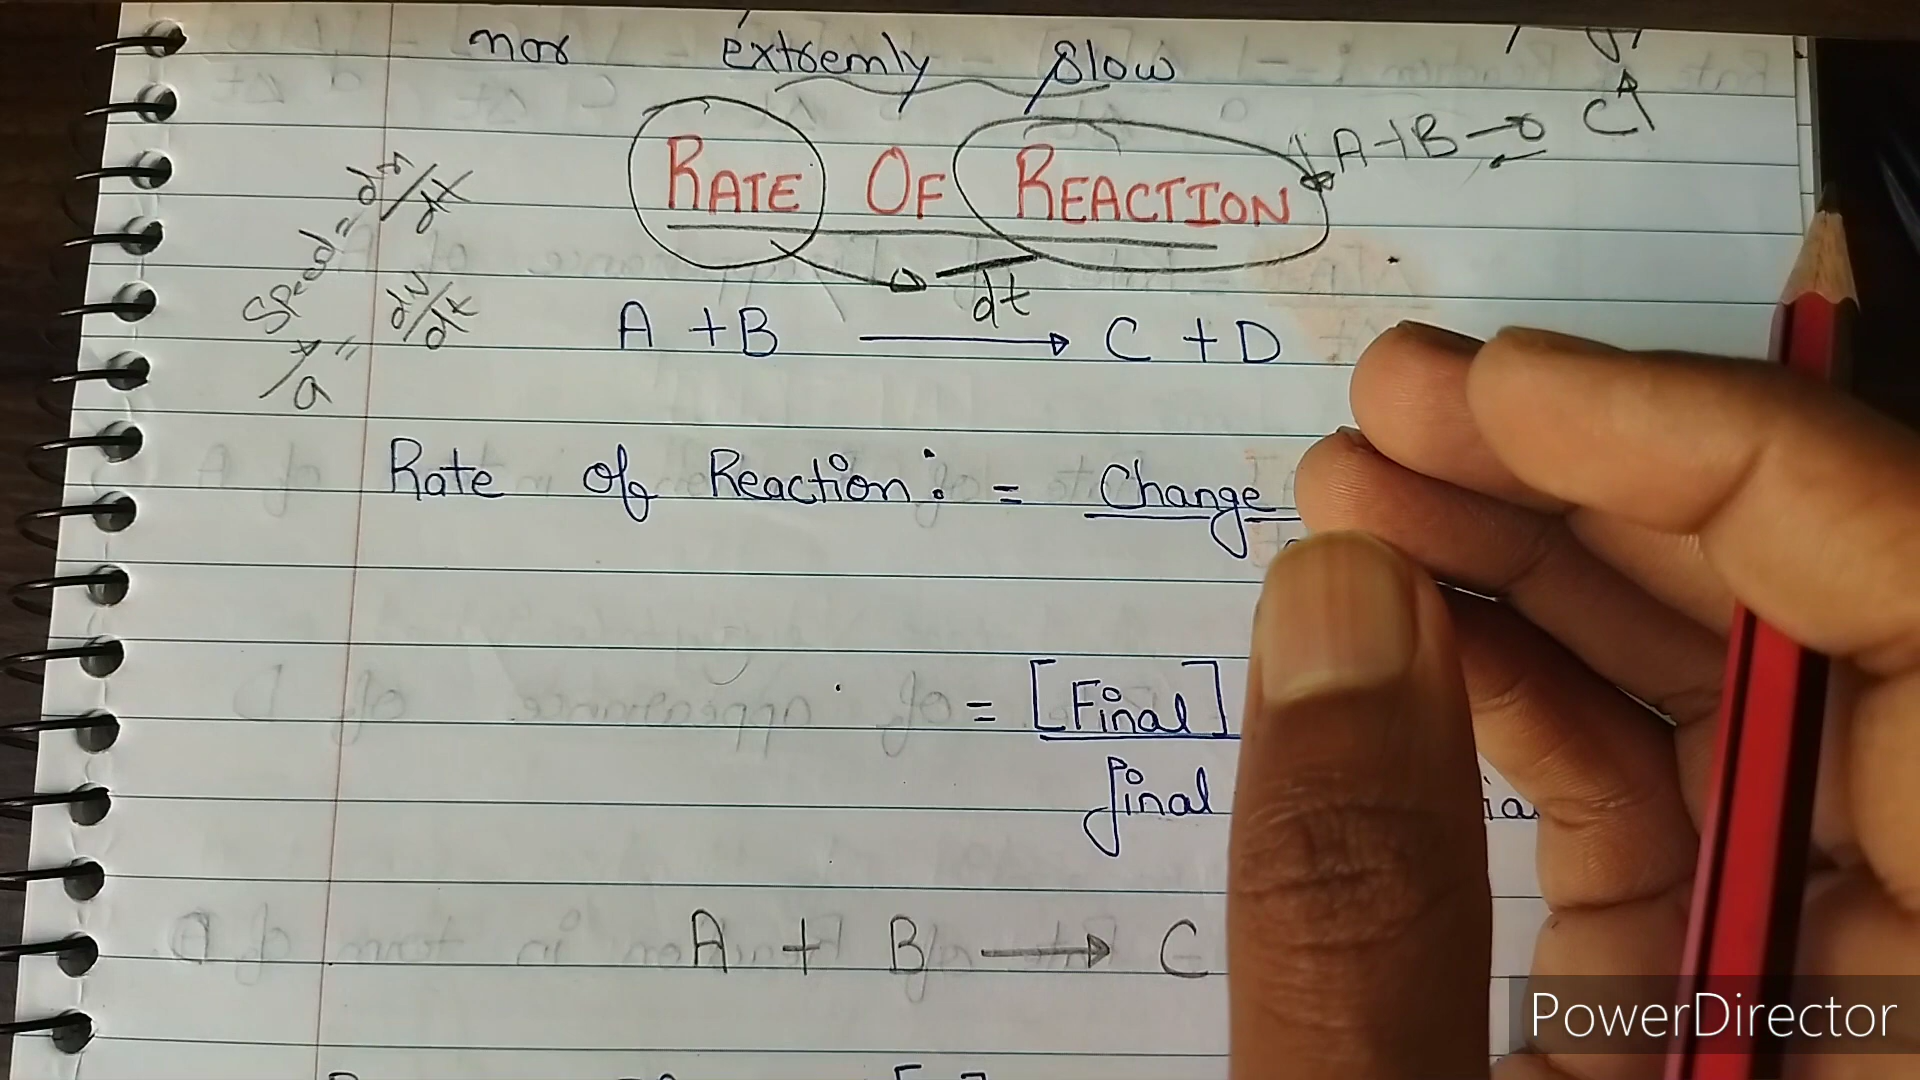 nor extremly slow
RATE OF REACTION
A+B → C
Speed = dx/dt
a = dv/dt
dt
A + B → C + D
Rate of Reaction : = Change
= [Final]
final
A + B → C
PowerDirector